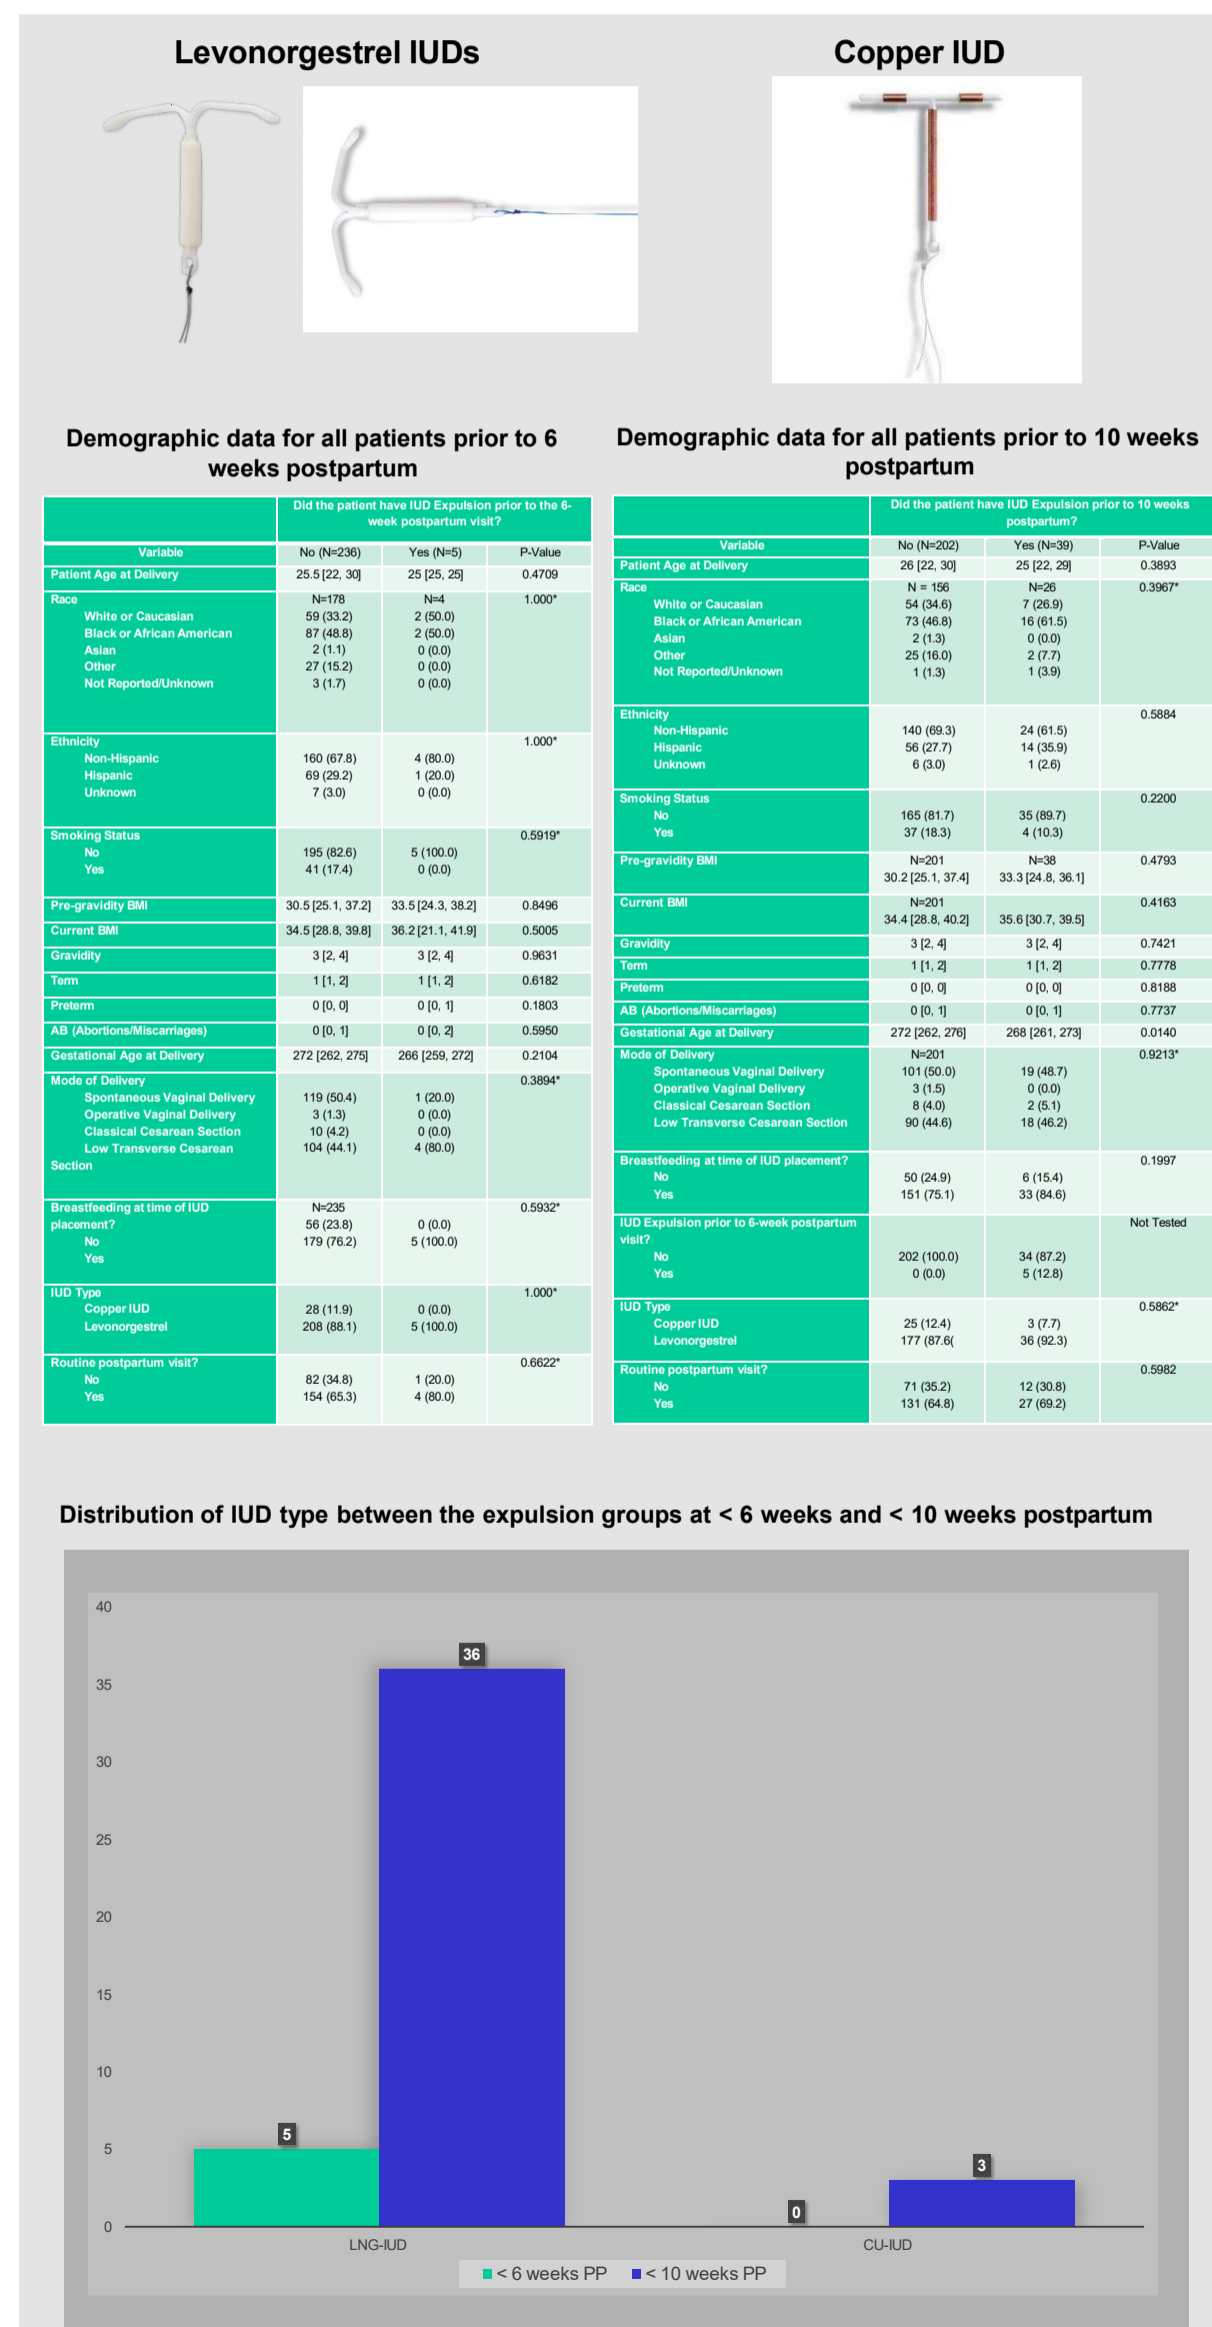 Levonorgestrel IUDs
Copper IUD
Demographic data for all patients prior to 6
weeks postpartum
Did the patient have IUD Expulsion prior to the 6-
week postpartum visit?
Variable No (N=236) Yes (N=5) P-Value
Patient Age at Delivery 25.5 [22, 30] 25 [25, 25] 0.4709
Race N=178 N=4 1.000*
White or Caucasian 59 (33.2) 2 (50.0)
Black or African American 87 (48.8) 2 (50.0)
Asian 2 (1.1) 0 (0.0)
Other 27 (15.2) 0 (0.0)
Not Reported/Unknown 3 (1.7) 0 (0.0)
Ethnicity 1.000*
Non-Hispanic 160 (67.8) 4 (80.0)
Hispanic 69 (29.2) 1 (20.0)
Unknown 7 (3.0) 0 (0.0)
Smoking Status 0.5919*
No 195 (82.6) 5 (100.0)
Yes 41 (17.4) 0 (0.0)
Pre-gravidity BMI 30.5 [25.1, 37.2] 33.5 [24.3, 38.2] 0.8496
Current BMI 34.5 [28.8, 39.8] 36.2 [21.1, 41.9] 0.5005
Gravidity 3 [2, 4] 3 [2, 4] 0.9631
Term 1 [1, 2] 1 [1, 2] 0.6182
Preterm 0 [0, 0] 0 [0, 1] 0.1803
AB (Abortions/Miscarriages) 0 [0, 1] 0 [0, 2] 0.5950
Gestational Age at Delivery 272 [262, 275] 266 [259, 272] 0.2104
Mode of Delivery 0.3894*
Spontaneous Vaginal Delivery 119 (50.4) 1 (20.0)
Operative Vaginal Delivery 3 (1.3) 0 (0.0)
Classical Cesarean Section 10 (4.2) 0 (0.0)
Low Transverse Cesarean 104 (44.1) 4 (80.0)
Section
Breastfeeding at time of IUD N=235 0.5932*
placement? 56 (23.8) 0 (0.0)
No 179 (76.2) 5 (100.0)
Yes
IUD Type 1.000*
Copper IUD 28 (11.9) 0 (0.0)
Levonorgestrel 208 (88.1) 5 (100.0)
Routine postpartum visit? 0.6622*
No 82 (34.8) 1 (20.0)
Yes 154 (65.3) 4 (80.0)
Demographic data for all patients prior to 10 weeks
postpartum
Did the patient have IUD Expulsion prior to 10 weeks
postpartum?
Variable No (N=202) Yes (N=39) P-Value
Patient Age at Delivery 26 [22, 30] 25 [22, 29] 0.3893
Race N = 156 N=26 0.3967*
White or Caucasian 54 (34.6) 7 (26.9)
Black or African American 73 (46.8) 16 (61.5)
Asian 2 (1.3) 0 (0.0)
Other 25 (16.0) 2 (7.7)
Not Reported/Unknown 1 (1.3) 1 (3.9)
Ethnicity 0.5884
Non-Hispanic 140 (69.3) 24 (61.5)
Hispanic 56 (27.7) 14 (35.9)
Unknown 6 (3.0) 1 (2.6)
Smoking Status 0.2200
No 165 (81.7) 35 (89.7)
Yes 37 (18.3) 4 (10.3)
Pre-gravidity BMI N=201 N=38 0.4793
30.2 [25.1, 37.4] 33.3 [24.8, 36.1]
Current BMI N=201 0.4163
34.4 [28.8, 40.2] 35.6 [30.7, 39.5]
Gravidity 3 [2, 4] 3 [2, 4] 0.7421
Term 1 [1, 2] 1 [1, 2] 0.7778
Preterm 0 [0, 0] 0 [0, 0] 0.8188
AB (Abortions/Miscarriages) 0 [0, 1] 0 [0, 1] 0.7737
Gestational Age at Delivery 272 [262, 276] 268 [261, 273] 0.0140
Mode of Delivery N=201 0.9213*
Spontaneous Vaginal Delivery 101 (50.0) 19 (48.7)
Operative Vaginal Delivery 3 (1.5) 0 (0.0)
Classical Cesarean Section 8 (4.0) 2 (5.1)
Low Transverse Cesarean Section 90 (44.6) 18 (46.2)
Breastfeeding at time of IUD placement? 0.1997
No 50 (24.9) 6 (15.4)
Yes 151 (75.1) 33 (84.6)
IUD Expulsion prior to 6-week postpartum Not Tested
visit?
No 202 (100.0) 34 (87.2)
Yes 0 (0.0) 5 (12.8)
IUD Type 0.5862*
Copper IUD 25 (12.4) 3 (7.7)
Levonorgestrel 177 (87.6( 36 (92.3)
Routine postpartum visit? 0.5982
No 71 (35.2) 12 (30.8)
Yes 131 (64.8) 27 (69.2)
Distribution of IUD type between the expulsion groups at < 6 weeks and < 10 weeks postpartum
40
36
35
30
25
20
15
10
5
5
3
0
0
LNG-IUD CU-IUD
< 6 weeks PP < 10 weeks PP